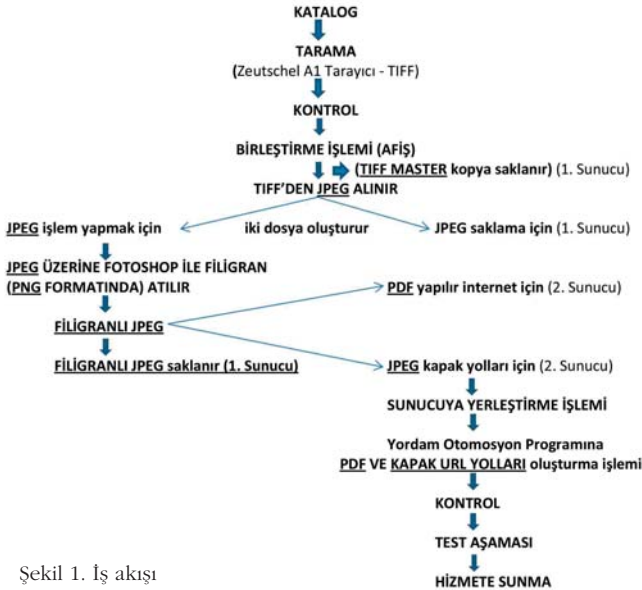 KATALOG
TARAMA
(Zeutschel A1 Tarayıcı - TIFF)
KONTROL
BİRLEŞTİRME İŞLEMİ (AFİŞ)
(TIFF MASTER kopya saklanır) (1. Sunucu)
TIFF'DEN JPEG ALINIR
JPEG işlem yapmak için
iki dosya oluşturur
JPEG saklama için (1. Sunucu)
JPEG ÜZERİNE FOTOSHOP İLE FİLİGRAN
(PNG FORMATINDA) ATILIR
PDF yapılır internet için (2. Sunucu)
FİLİGRANLI JPEG
FİLİGRANLI JPEG saklanır (1. Sunucu)
JPEG kapak yolları için (2. Sunucu)
SUNUCUYA YERLEŞTİRME İŞLEMİ
Yordam Otomosyon Programına
PDF VE KAPAK URL YOLLARI oluşturma işlemi
KONTROL
TEST AŞAMASI
HİZMETE SUNMA
Şekil 1. İş akışı